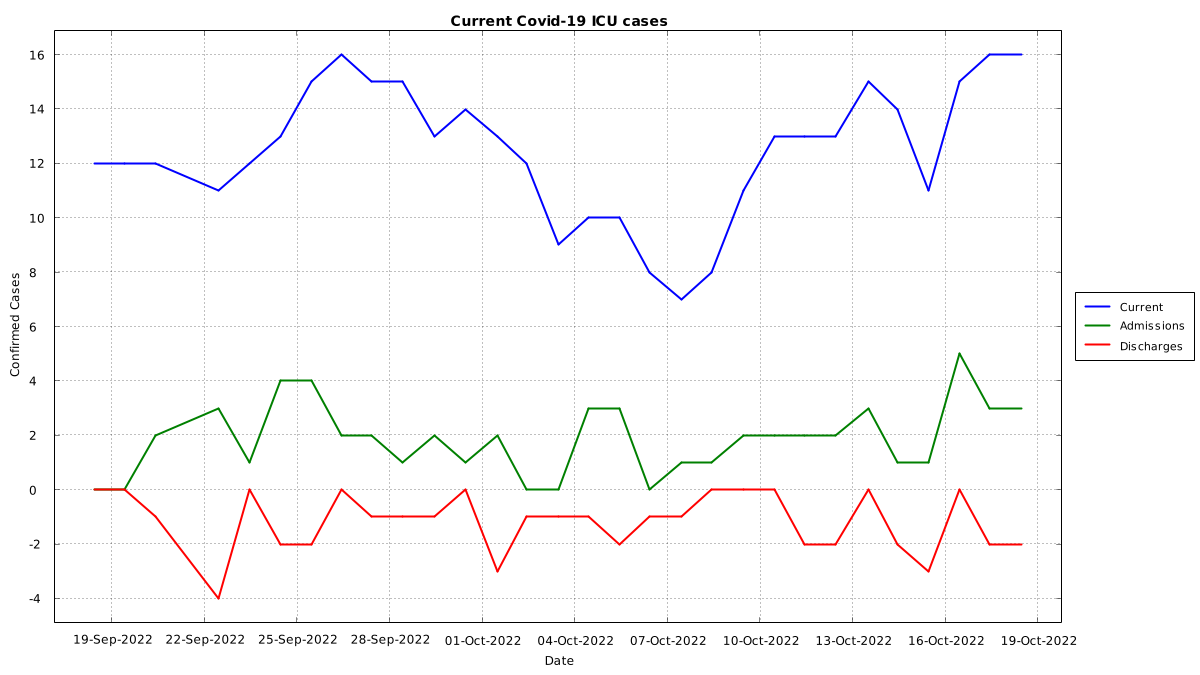 Current Covid-19 ICU cases
16
14
12
10
8
6
4
2
0
-2
-4
Confirmed Cases
19-Sep-2022 22-Sep-2022 25-Sep-2022 28-Sep-2022 01-Oct-2022 04-Oct-2022 07-Oct-2022 10-Oct-2022 13-Oct-2022 16-Oct-2022 19-Oct-2022
Date
Current
Admissions
Discharges